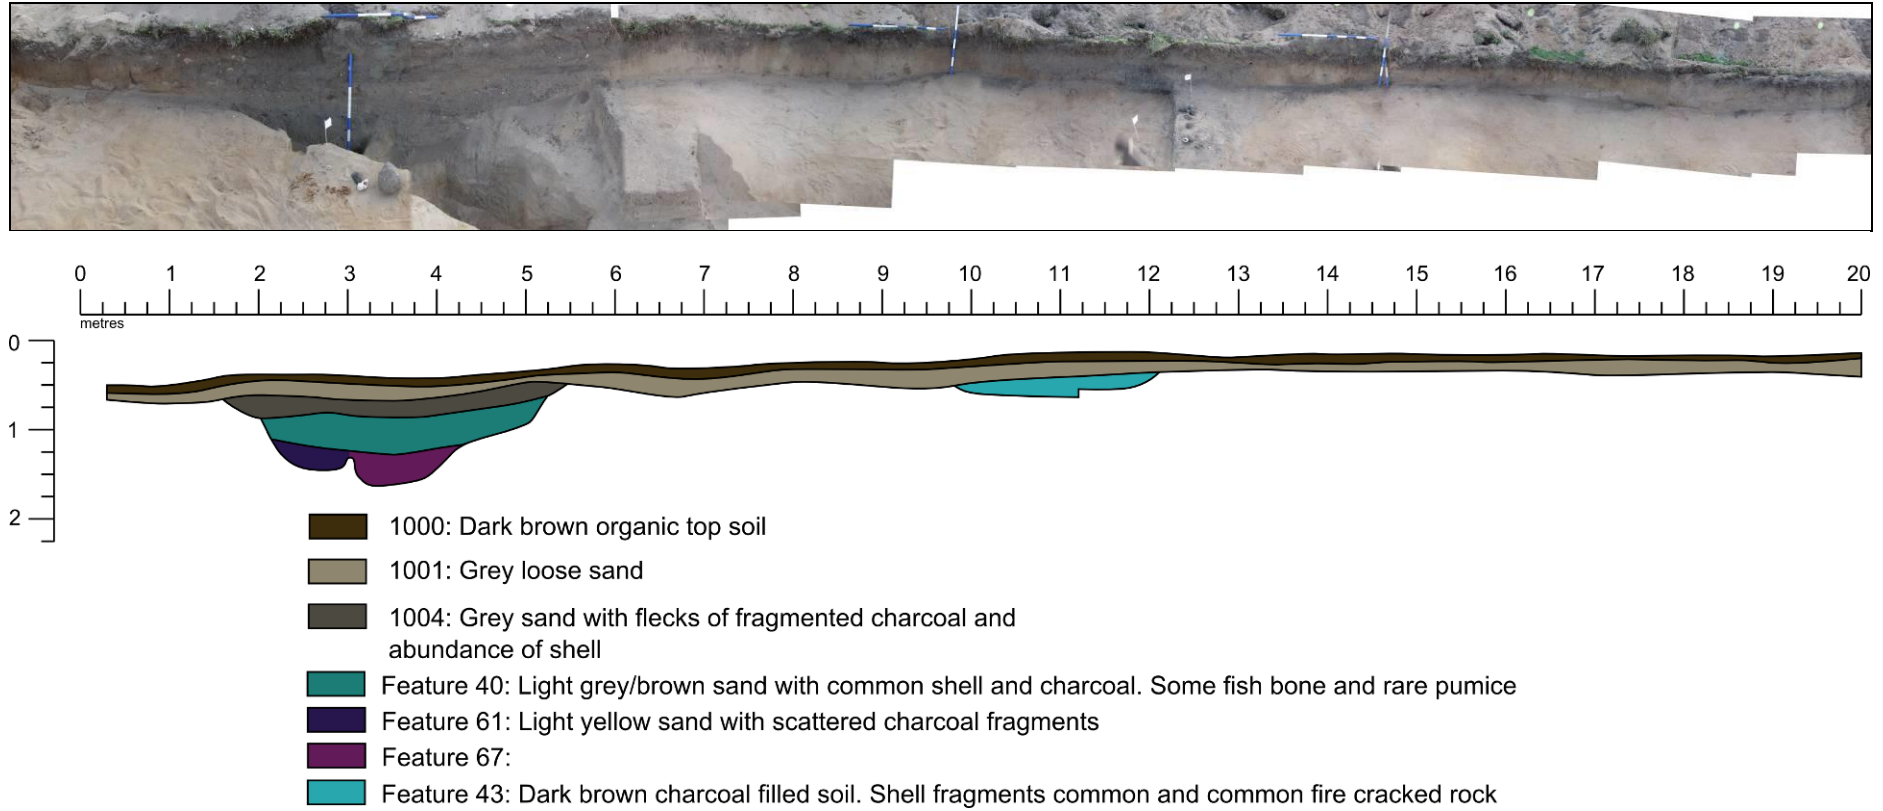 0 1 2 3 4 5 6 7 8 9 10 11 12 13 14 15 16 17 18 19 20
metres
0
1
2
1000: Dark brown organic top soil
1001: Grey loose sand
1004: Grey sand with flecks of fragmented charcoal and
abundance of shell
Feature 40: Light grey/brown sand with common shell and charcoal. Some fish bone and rare pumice
Feature 61: Light yellow sand with scattered charcoal fragments
Feature 67:
Feature 43: Dark brown charcoal filled soil. Shell fragments common and common fire cracked rock